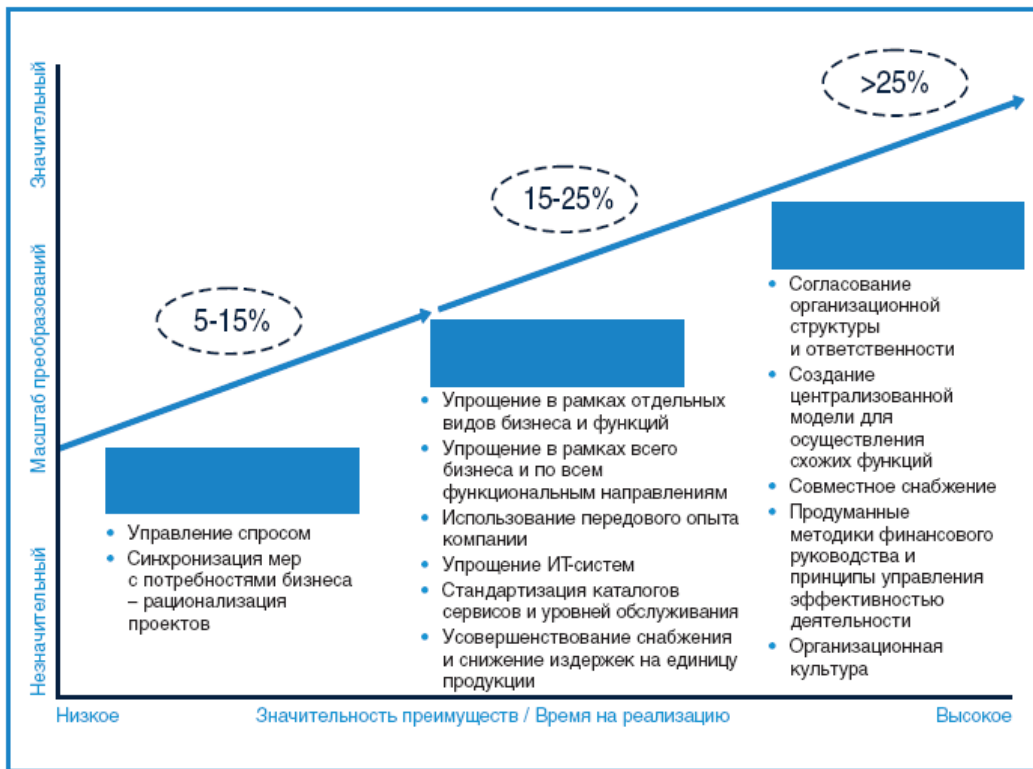 Значительный
Масштаб преобразований
Незначительный
>25%
15-25%
5-15%
• Управление спросом
• Синхронизация мер
с потребностями бизнеса
– рационализация
проектов
• Упрощение в рамках отдельных
видов бизнеса и функций
• Упрощение в рамках всего
бизнеса и по всем
функциональным направлениям
• Использование передового опыта
компании
• Упрощение ИТ-систем
• Стандартизация каталогов
сервисов и уровней обслуживания
• Усовершенствование снабжения
и снижение издержек на единицу
продукции
• Согласование
организационной
структуры
и ответственности
• Создание
централизованной
модели для
осуществления
схожих функций
• Совместное снабжение
• Продуманные
методики финансового
руководства и
принципы управления
эффективностью
деятельности
• Организационная
культура
Низкое
Значительность преимуществ / Время на реализацию
Высокое